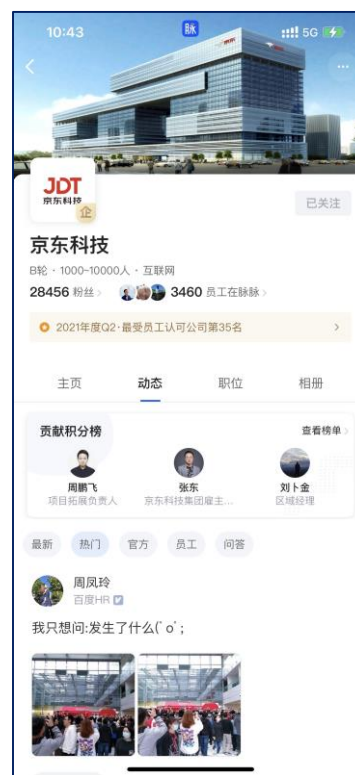 10:43
脉
5G
JDT
京东科技
企
已关注
京东科技
B轮 · 1000-10000人 · 互联网
28456 粉丝 3460 员工在脉脉
2021年度Q2·最受员工认可公司第35名
主页 动态 职位 相册
贡献积分榜 查看榜单
周鹏飞 张东 刘卜金
项目拓展负责人 京东科技集团雇主... 区域经理
最新 热门 官方 员工 问答
周凤玲
百度HR
我只想问:发生了什么(˙o˙;